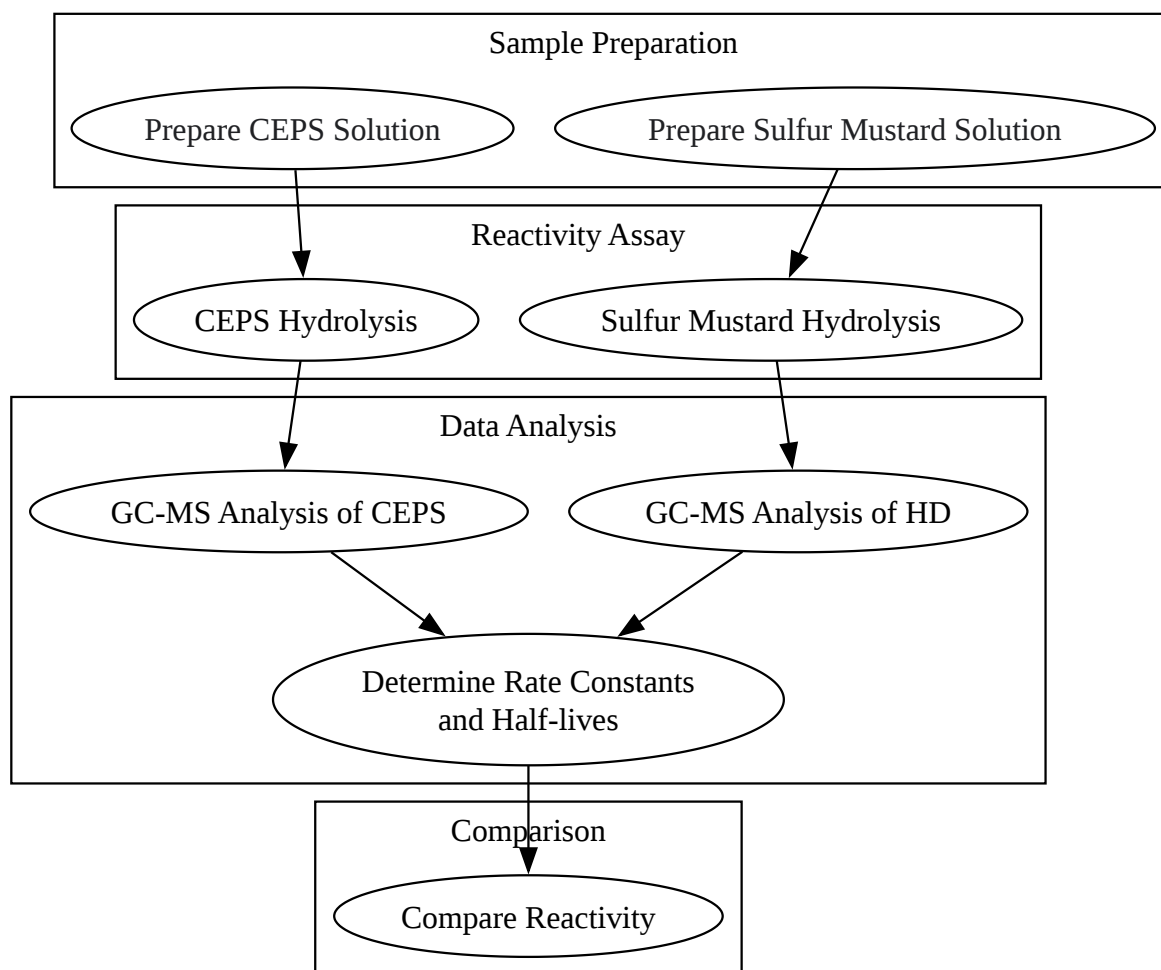 Sample Preparation
Prepare CEPS Solution
Prepare Sulfur Mustard Solution
Reactivity Assay
CEPS Hydrolysis
Sulfur Mustard Hydrolysis
Data Analysis
GC-MS Analysis of CEPS
GC-MS Analysis of HD
Determine Rate Constants
and Half-lives
Comparison
Compare Reactivity